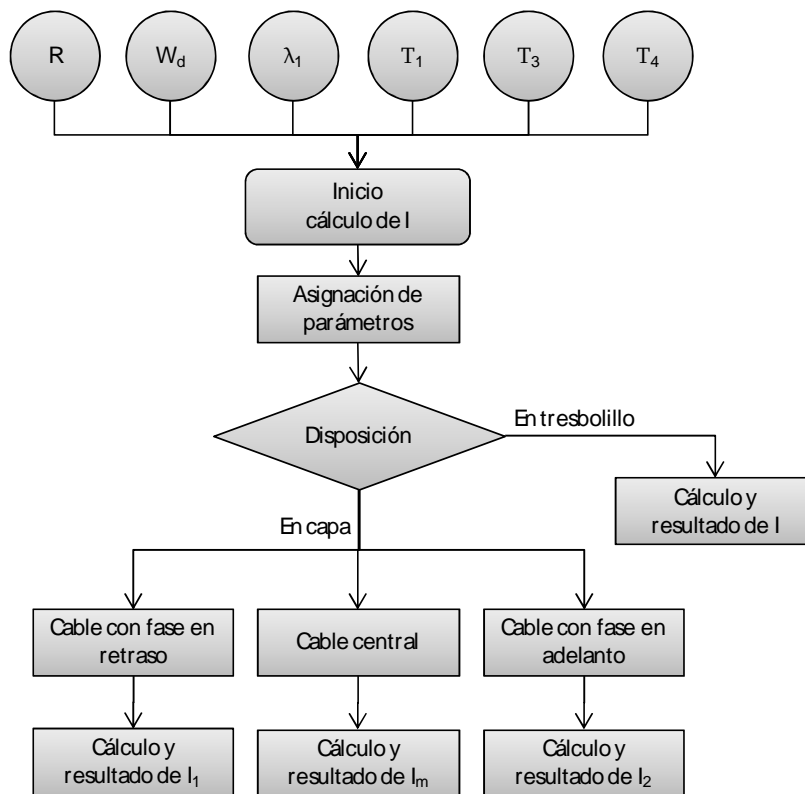 R W_d λ_1 T_1 T_3 T_4
Inicio
cálculo de I
Asignación de
parámetros
Disposición
En tresbolillo
Cálculo y
resultado de I
En capa
Cable con fase en
retraso
Cable central
Cable con fase en
adelanto
Cálculo y
resultado de I_1
Cálculo y
resultado de I_m
Cálculo y
resultado de I_2